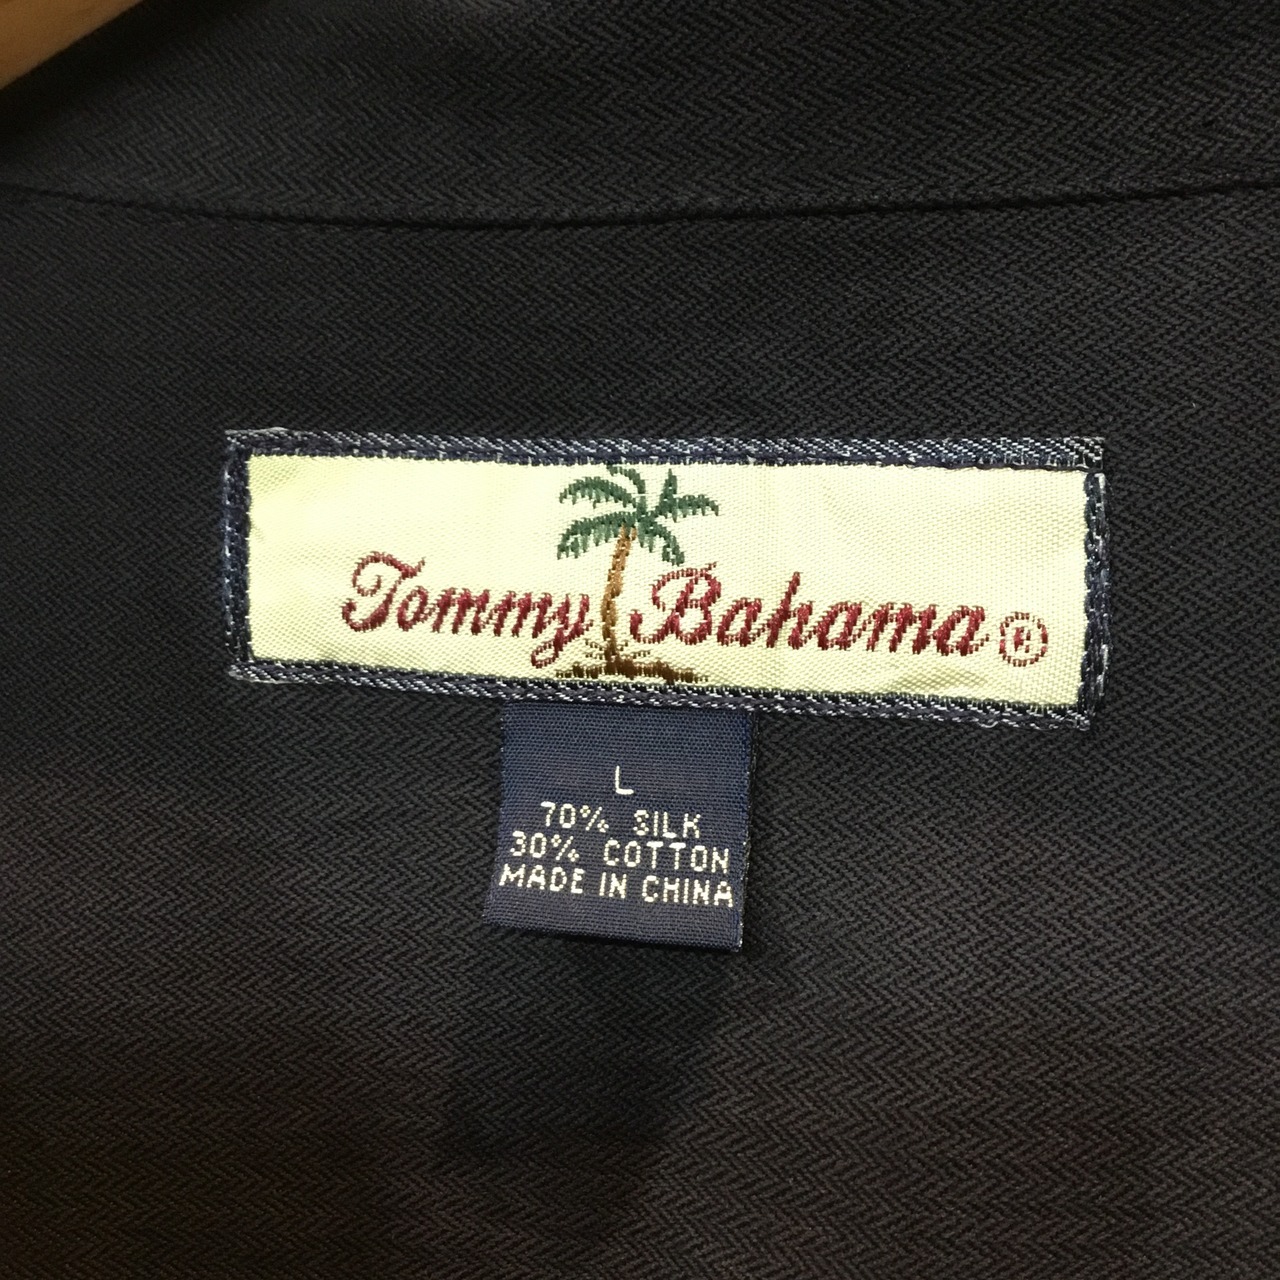 Tommy Bahama®
L
70% SILK
30% COTTON
MADE IN CHINA